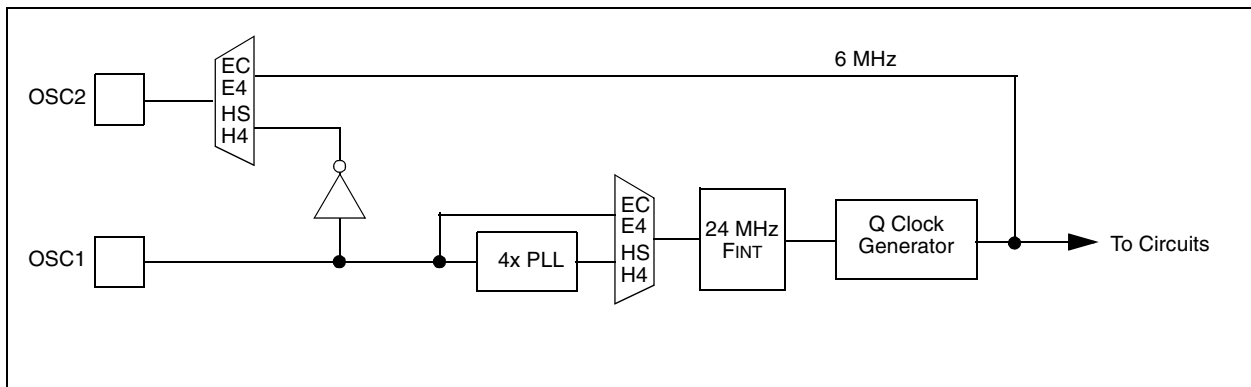 6 MHz
OSC2
EC
E4
HS
H4
EC
E4
HS
H4
24 MHz
FINT
Q Clock
Generator
OSC1
4x PLL
To Circuits